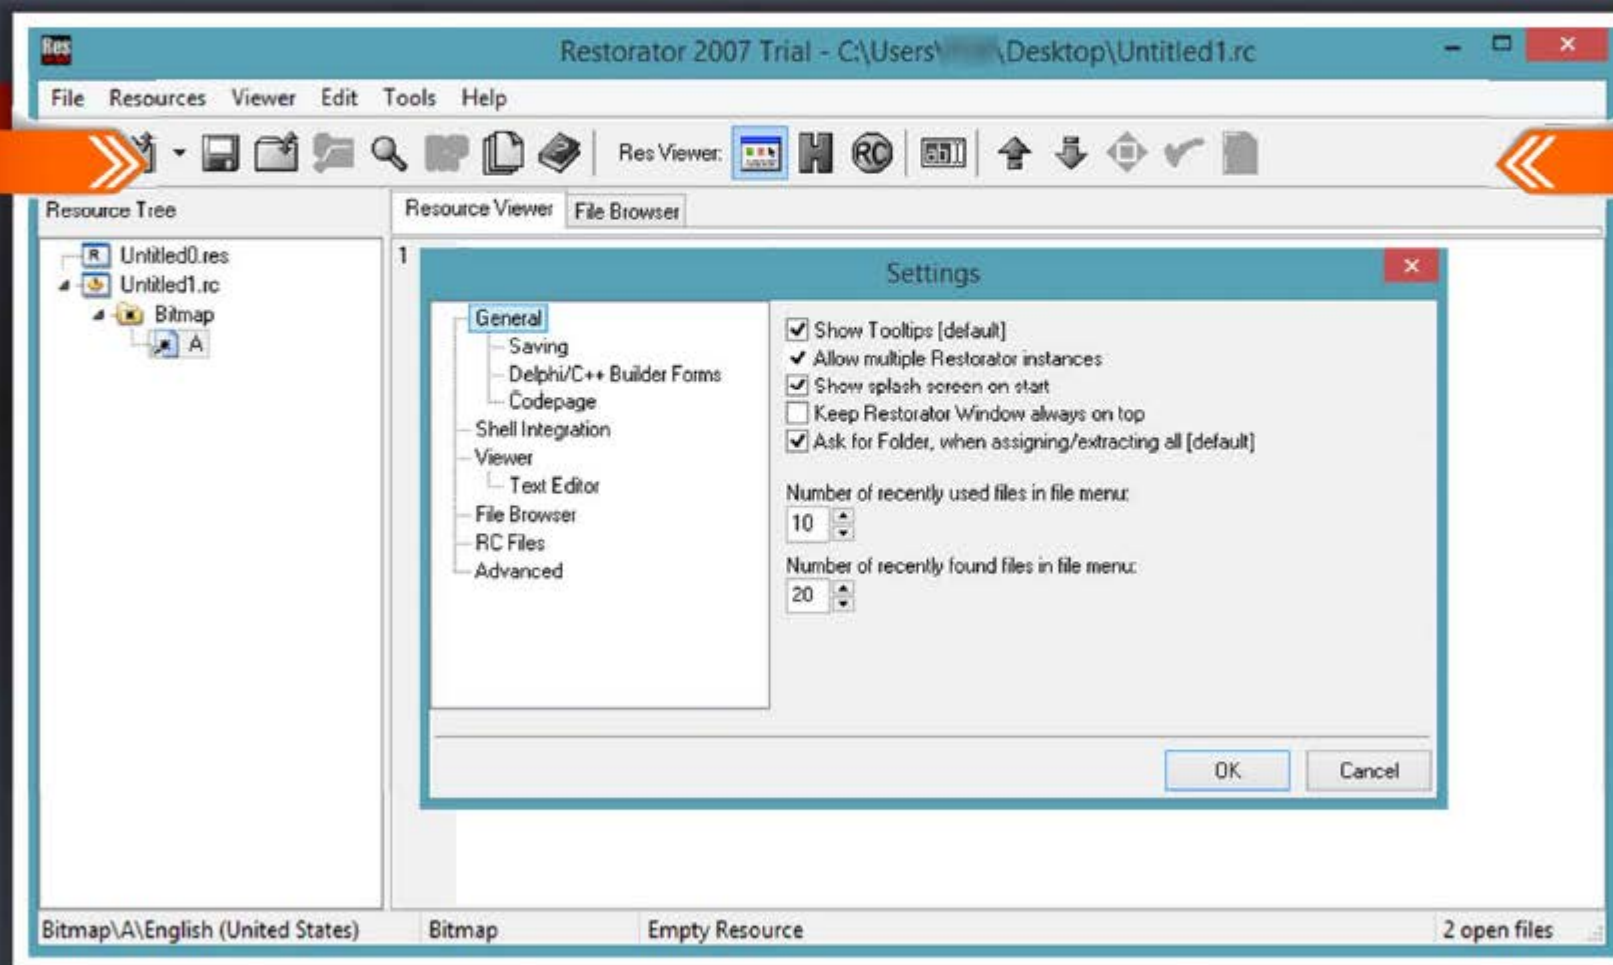 Res
Restorator 2007 Trial - C:\Users\ \Desktop\Untitled1.rc
File Resources Viewer Edit Tools Help
Res Viewer:
RC
Resource Tree
Resource Viewer File Browser
R Untitled0.res
Untitled1.rc
Bitmap
A
1
Settings
General
Saving
Delphi/C++ Builder Forms
Codepage
Shell Integration
Viewer
Text Editor
File Browser
RC Files
Advanced
Show Tooltips [default]
Allow multiple Restorator instances
Show splash screen on start
Keep Restorator Window always on top
Ask for Folder, when assigning/extracting all [default]
Number of recently used files in file menu:
10
Number of recently found files in file menu:
20
OK Cancel
Bitmap\A\English (United States) Bitmap Empty Resource 2 open files